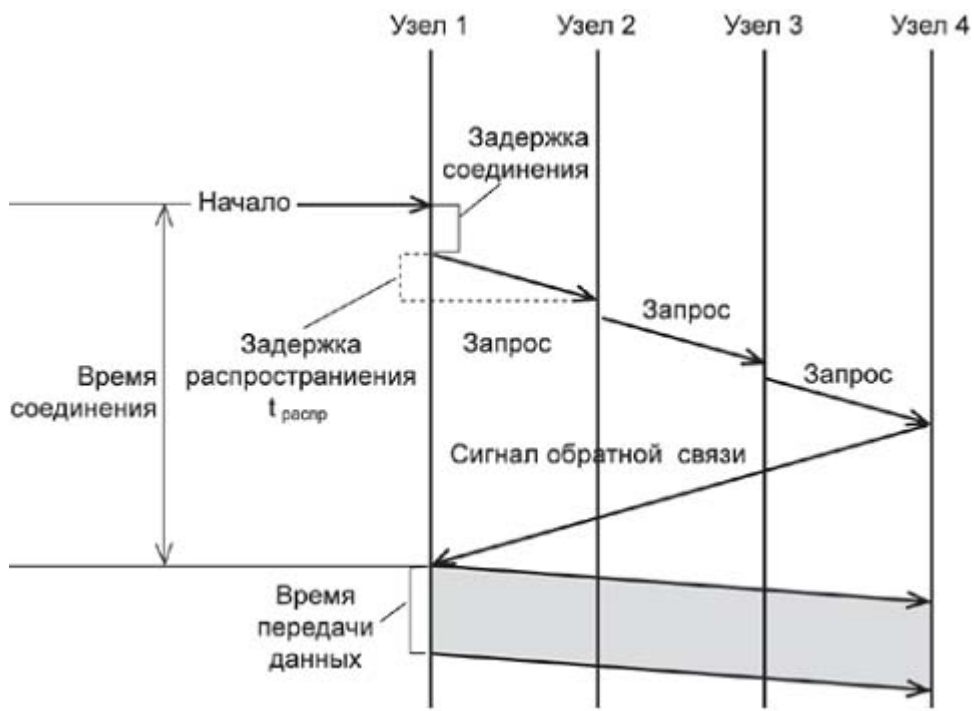 Узел 1 Узел 2 Узел 3 Узел 4
Задержка
соединения
Начало
Запрос
Запрос
Задержка
распространиения
t распр
Время
соединения
Запрос
Сигнал обратной связи
Время
передачи
данных